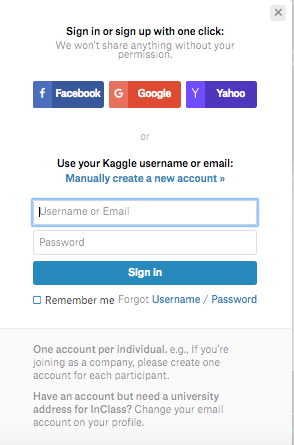 Sign in or sign up with one click:
We won't share anything without your
permission.
Facebook
Google
Yahoo
or
Use your Kaggle username or email:
Manually create a new account »
Username or Email
Password
Sign In
Remember me Forgot Username / Password
One account per individual. e.g., If you're
joining as a company, please create one
account for each participant.
Have an account but need a university
address for InClass? Change your email
account on your profile.